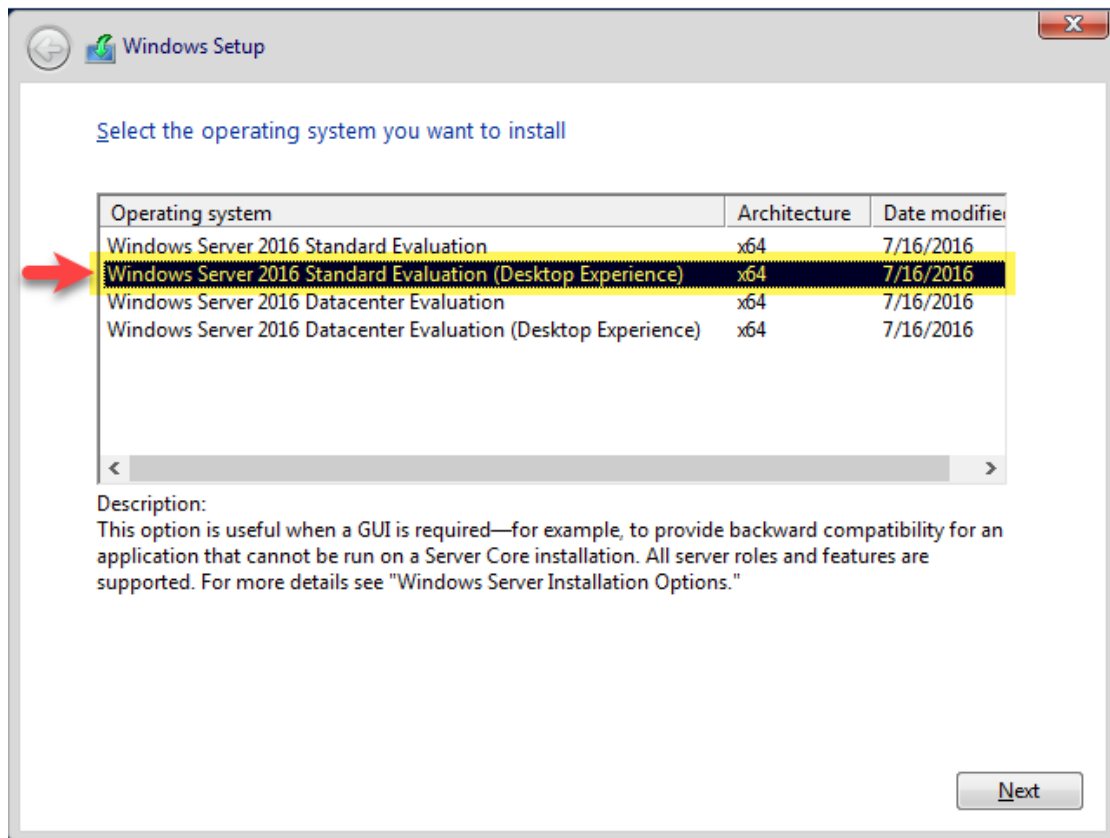 Windows Setup
Select the operating system you want to install
Operating system Architecture Date modified
Windows Server 2016 Standard Evaluation x64 7/16/2016
Windows Server 2016 Standard Evaluation (Desktop Experience) x64 7/16/2016
Windows Server 2016 Datacenter Evaluation x64 7/16/2016
Windows Server 2016 Datacenter Evaluation (Desktop Experience) x64 7/16/2016
Description:
This option is useful when a GUI is required—for example, to provide backward compatibility for an
application that cannot be run on a Server Core installation. All server roles and features are
supported. For more details see "Windows Server Installation Options."
Next